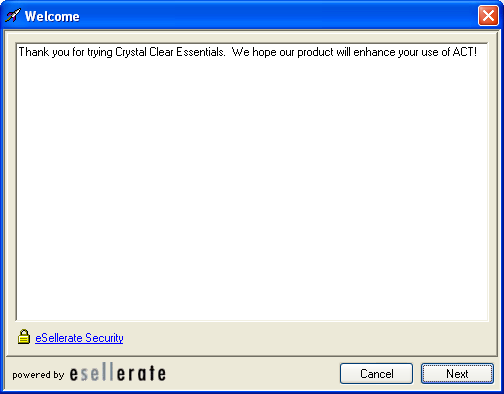 Welcome
Thank you for trying Crystal Clear Essentials.  We hope our product will enhance your use of ACT!
eSellerate Security
powered by esellerate
Cancel
Next